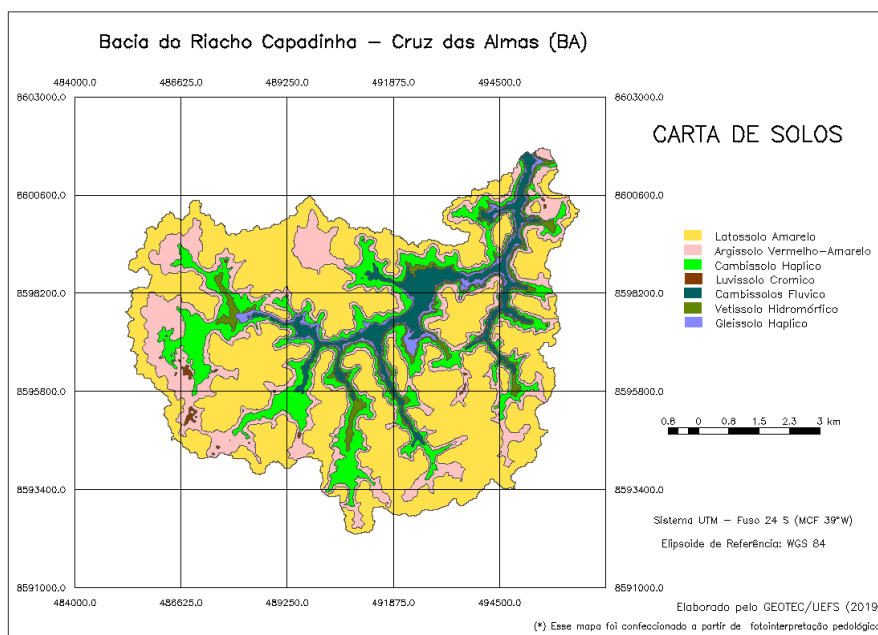 Bacia do Riacho Capadinha – Cruz das Almas (BA)
484000.0 486625.0 489250.0 491875.0 494500.0
8603000.0 8603000.0
CARTA DE SOLOS
8600600.0 8600600.0
Latossolo Amarelo
Argissolo Vermelho–Amarelo
Cambissolo Haplico
Luvissolo Cromico
Cambissolos Fluvico
Vetissolo Hidromórfico
Gleissolo Haplico
8598200.0 8598200.0
8595800.0 8595800.0
0.8 0 0.8 1.5 2.3 3 km
8593400.0 8593400.0
Sistema UTM – Fuso 24 S (MCF 39°W)
Elipsoide de Referência: WGS 84
8591000.0 8591000.0
484000.0 486625.0 489250.0 491875.0 494500.0
Elaborado pelo GEOTEC/UEFS (2019
(*) Esse mapa foi confeccionado a partir de fotointerpretação pedológic